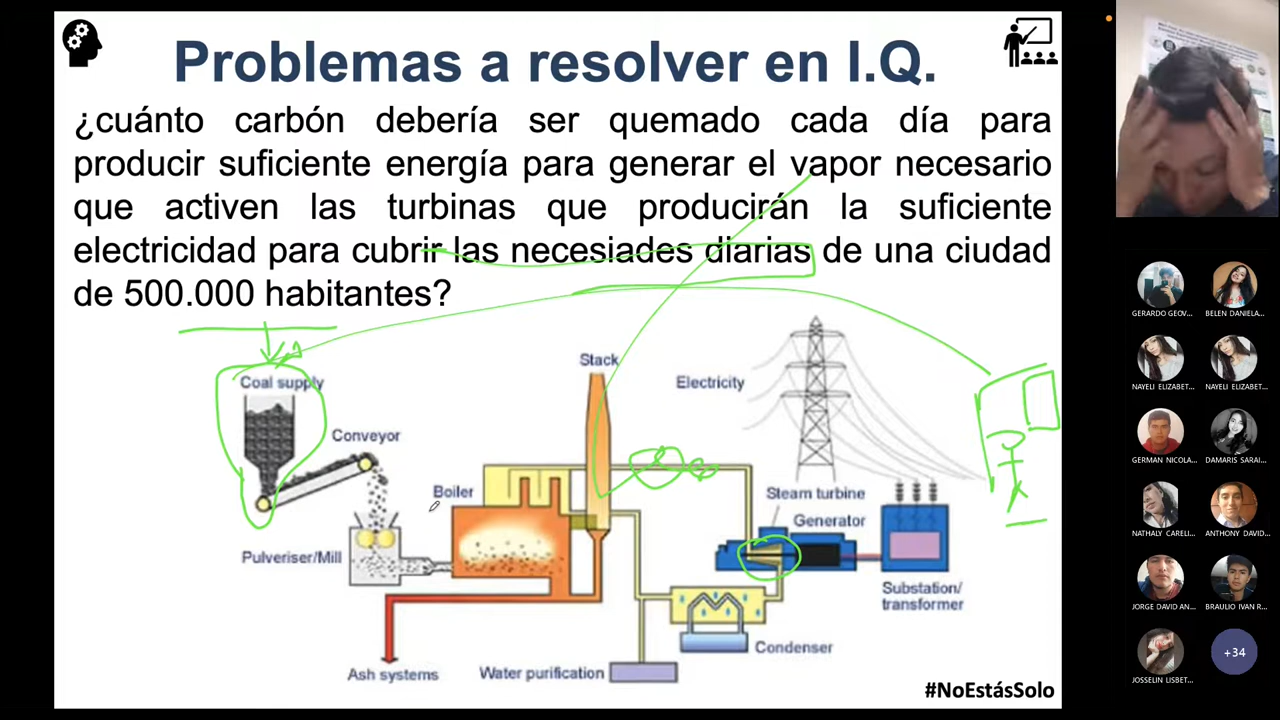 Problemas a resolver en I.Q.
¿cuánto carbón debería ser quemado cada día para
producir suficiente energía para generar el vapor necesario
que activen las turbinas que producirán la suficiente
electricidad para cubrir las necesiades diarias de una ciudad
de 500.000 habitantes?
Stack
Coal supply
Electricity
Conveyor
Boiler
Steam turbine
Generator
Pulveriser/Mill
Substation/
transformer
Condenser
Ash systems
Water purification
#NoEstásSolo
GERARDO GEOV...
BELEN DANIELA...
NAYELI ELIZABET...
NAYELI ELIZABET...
GERMAN NICOLA...
DAMARIS SARAI...
NATHALY CARELI...
ANTHONY DAVID...
JORGE DAVID AN...
BRAULIO IVAN R...
JOSSELIN LISBET...
+34